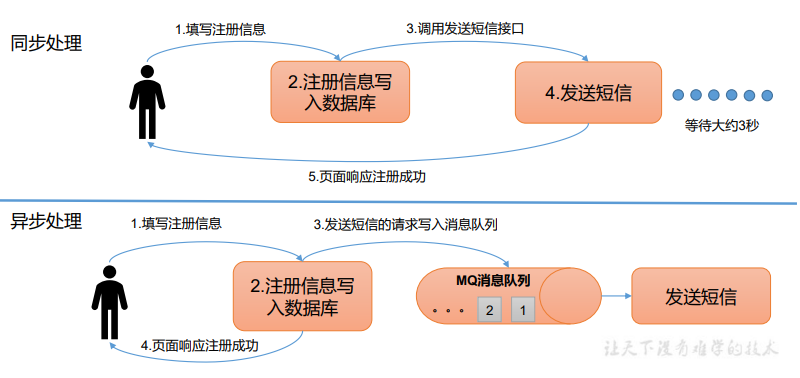 同步处理
1.填写注册信息
3.调用发送短信接口
2.注册信息写
入数据库
4.发送短信
等待大约3秒
5.页面响应注册成功
异步处理
1.填写注册信息
3.发送短信的请求写入消息队列
2.注册信息写
入数据库
MQ消息队列
。。。 2 1
发送短信
4.页面响应注册成功
让天下没有难学的技术